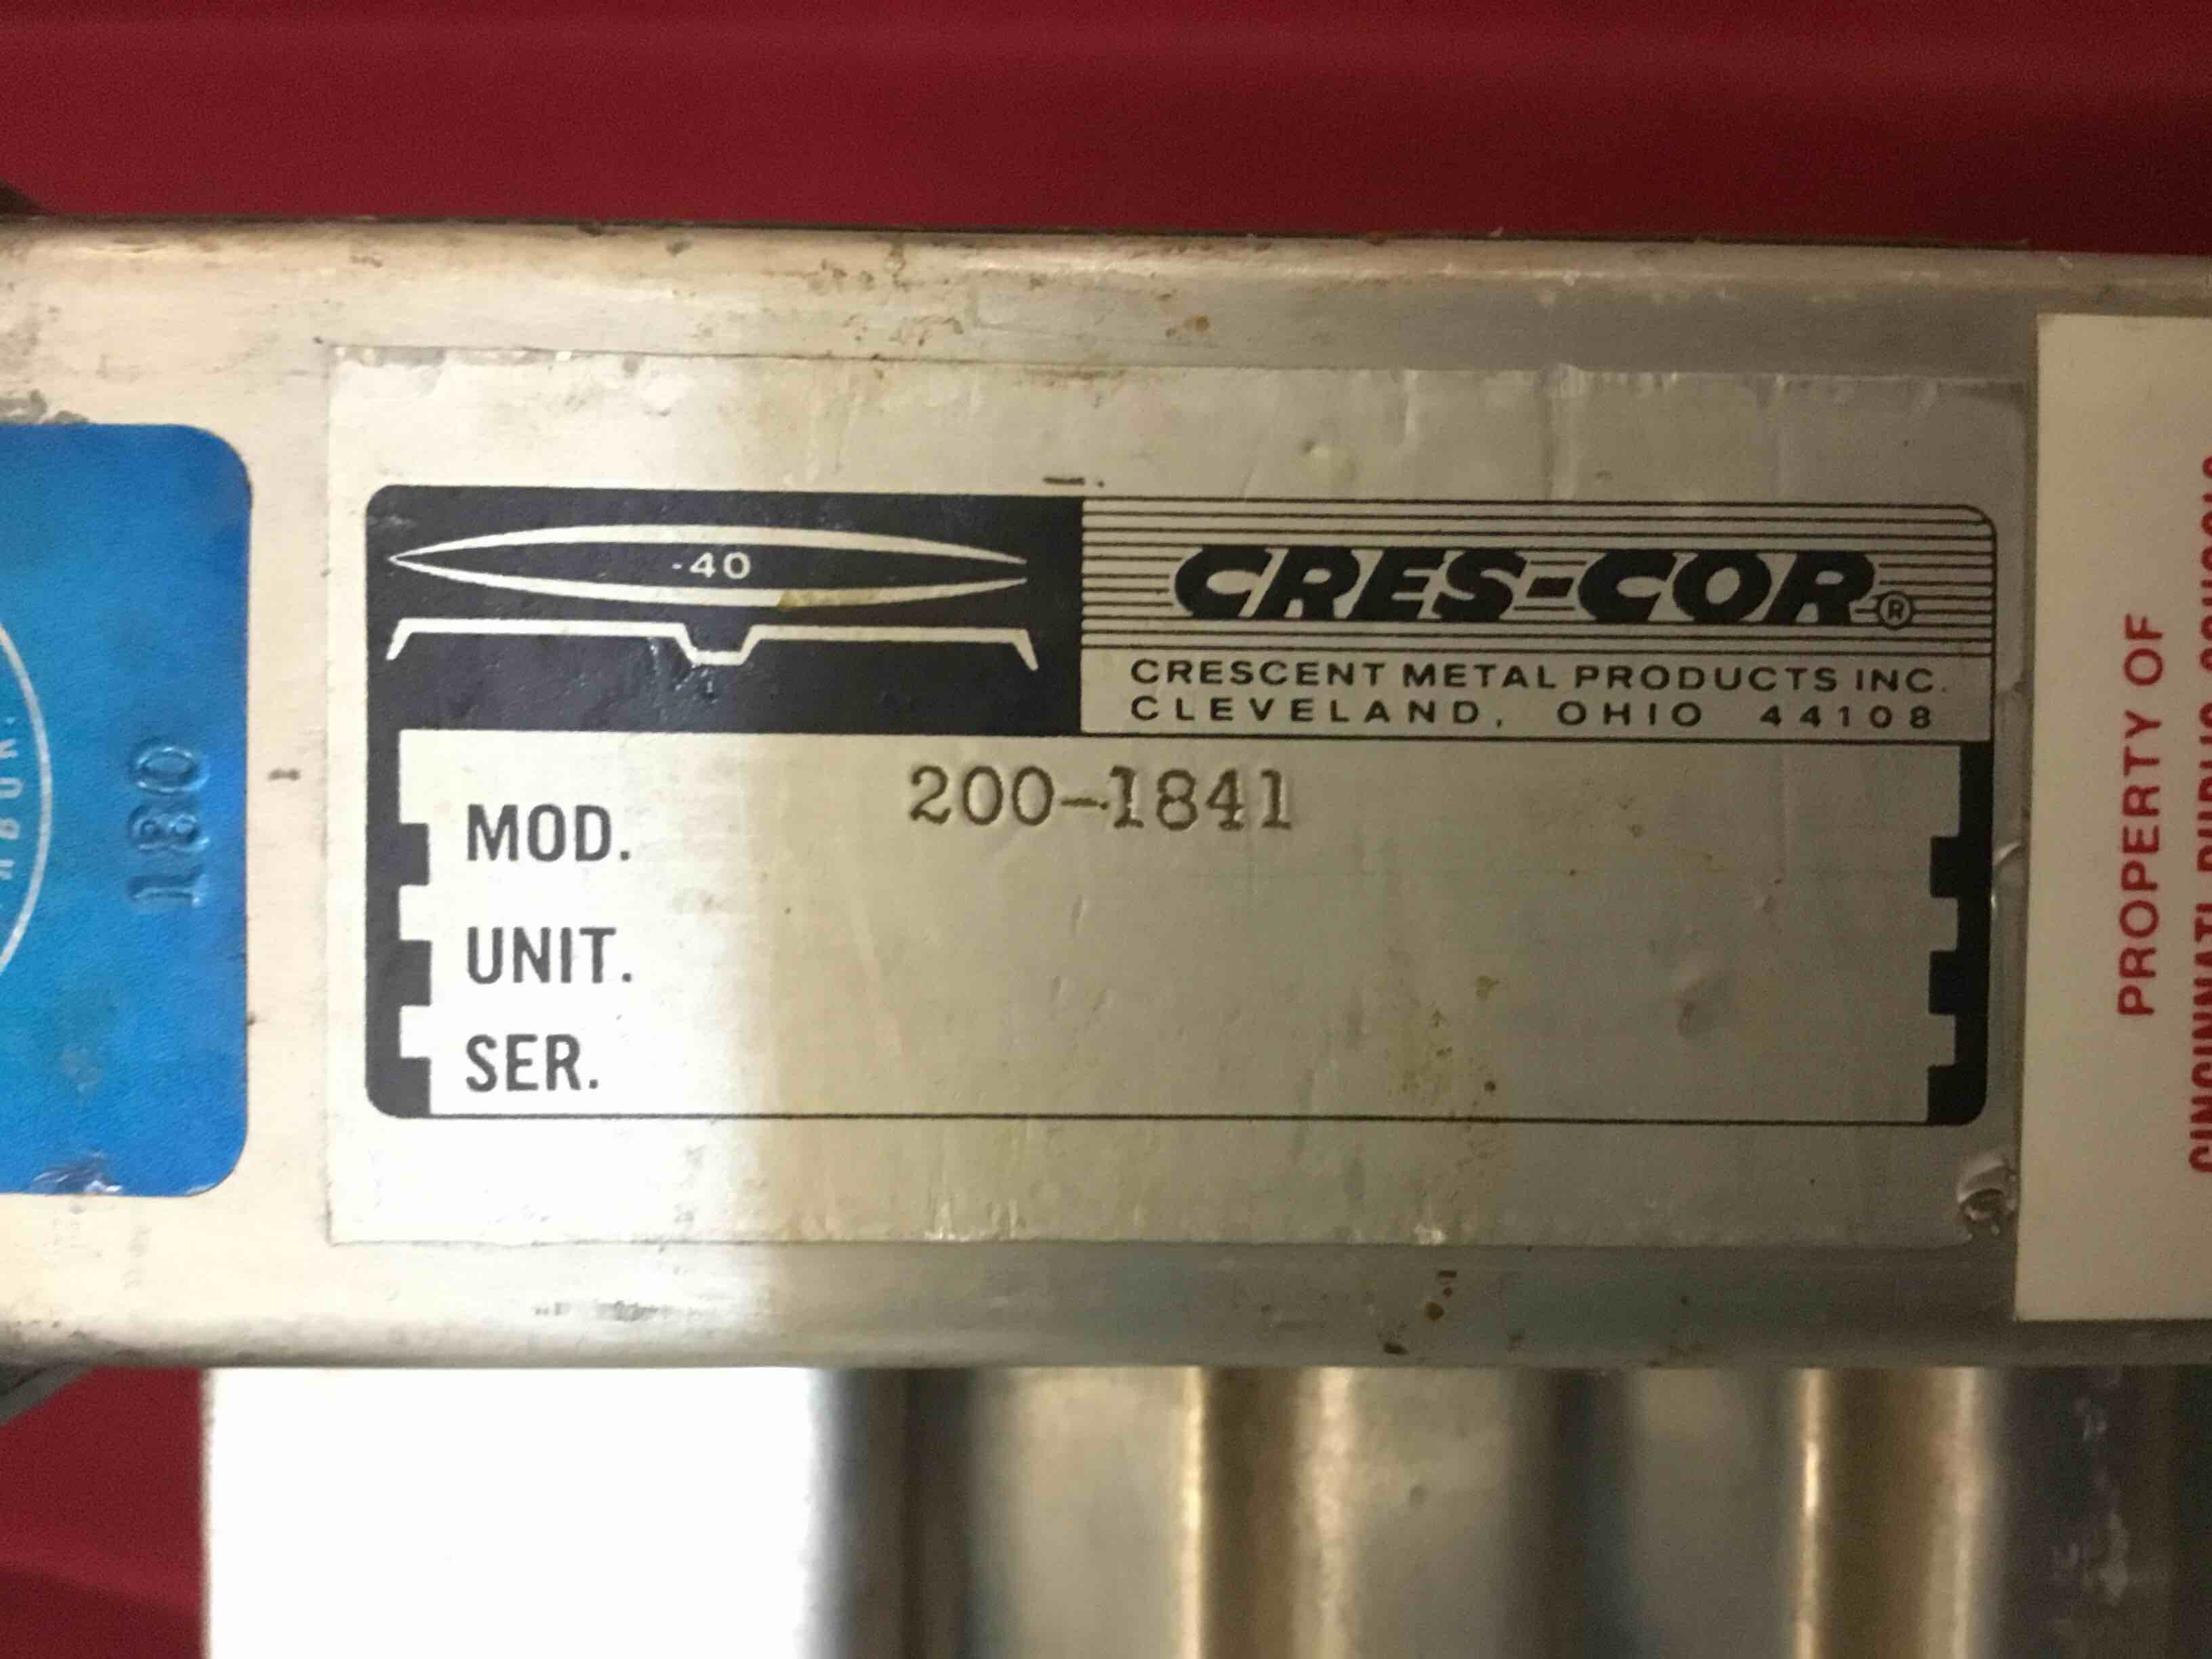 180
-40
CRES-COR®
CRESCENT METAL PRODUCTS INC.
CLEVELAND, OHIO 44108
MOD. 200-1841
UNIT.
SER.
PROPERTY OF